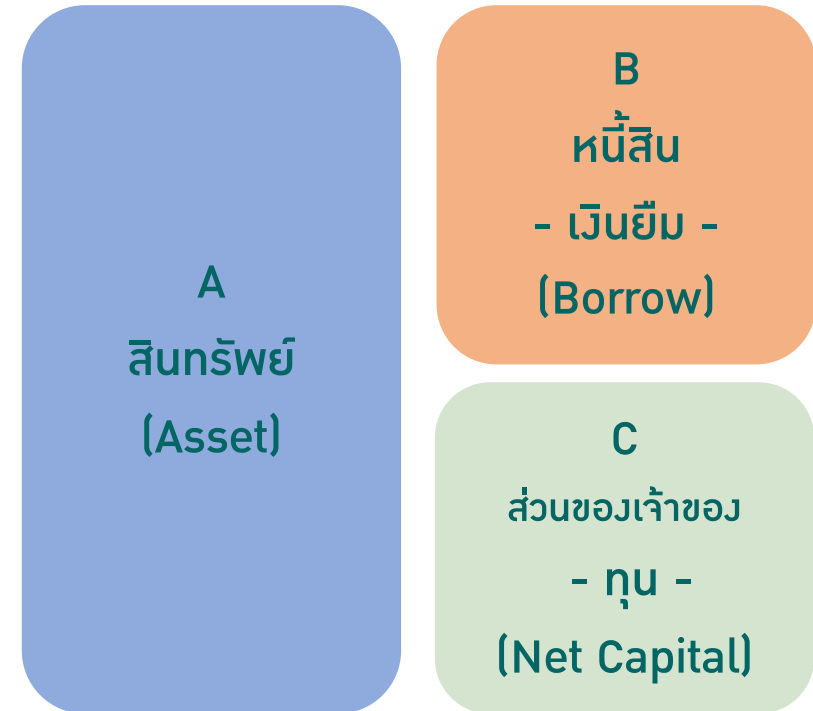 A
สินทรัพย์
(Asset)
B
หนี้สิน
- เงินยืม -
(Borrow)
C
ส่วนของเจ้าของ
- ทุน -
(Net Capital)